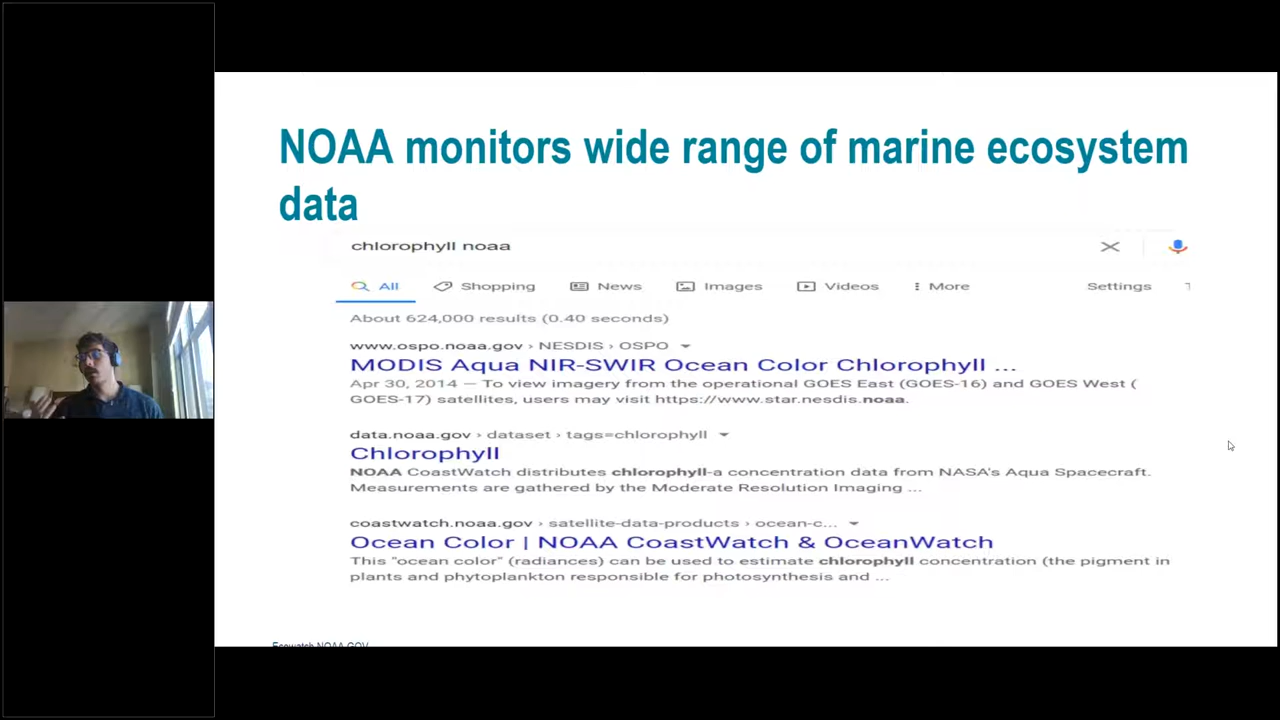 NOAA monitors wide range of marine ecosystem
data
chlorophyll noaa
All Shopping News Images Videos More Settings
About 624,000 results (0.40 seconds)
www.ospo.noaa.gov › NESDIS › OSPO
MODIS Aqua NIR-SWIR Ocean Color Chlorophyll ...
Apr 30, 2014 — To view imagery from the operational GOES East (GOES-16) and GOES West (
GOES-17) satellites, users may visit https://www.star.nesdis.noaa.
data.noaa.gov › dataset › tags=chlorophyll
Chlorophyll
NOAA CoastWatch distributes chlorophyll-a concentration data from NASA's Aqua Spacecraft.
Measurements are gathered by the Moderate Resolution Imaging ...
coastwatch.noaa.gov › satellite-data-products › ocean-c...
Ocean Color | NOAA CoastWatch & OceanWatch
This "ocean color" (radiances) can be used to estimate chlorophyll concentration (the pigment in
plants and phytoplankton responsible for photosynthesis and ...
Ecowatch NOAA.GOV